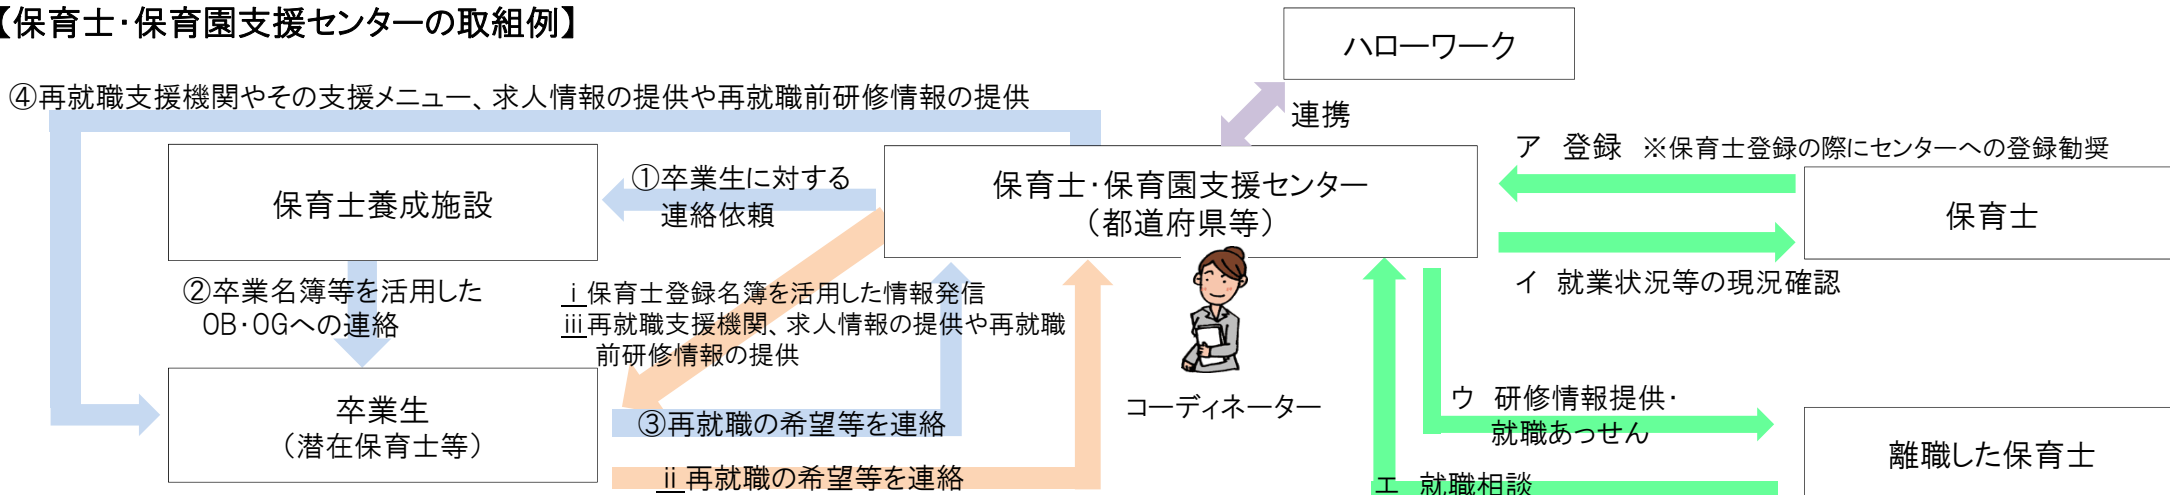 【保育士・保育園支援センターの取組例】
ハローワーク
④再就職支援機関やその支援メニュー、求人情報の提供や再就職前研修情報の提供
連携
ア 登録 ※保育士登録の際にセンターへの登録勧奨
保育士養成施設
①卒業生に対する
連絡依頼
保育士・保育園支援センター
（都道府県等）
保育士
イ 就業状況等の現況確認
②卒業名簿等を活用した
OB・OGへの連絡
ⅰ保育士登録名簿を活用した情報発信
ⅲ再就職支援機関、求人情報の提供や再就職
前研修情報の提供
コーディネーター
卒業生
（潜在保育士等）
③再就職の希望等を連絡
ⅱ再就職の希望等を連絡
ウ 研修情報提供・
就職あっせん
離職した保育士
エ 就職相談